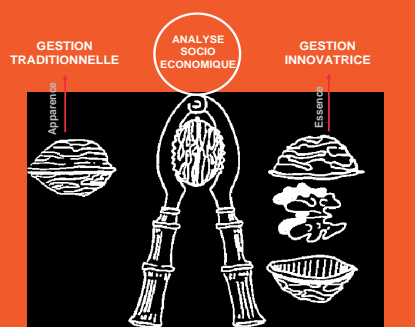 GESTION
TRADITIONNELLE
ANALYSE
SOCIO
ECONOMIQUE
GESTION
INNOVATRICE
Apparence
Essence